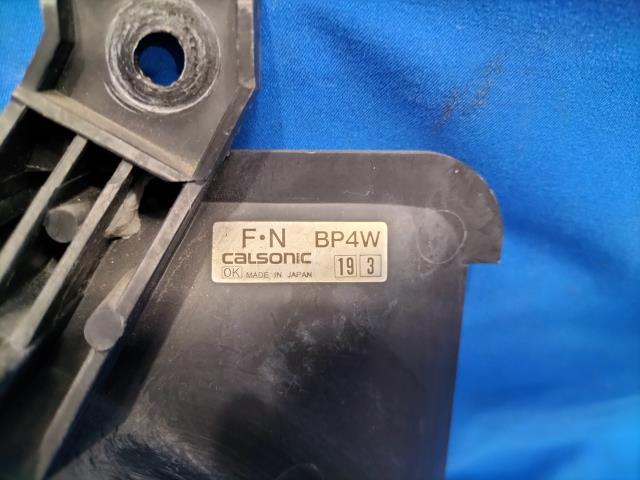 F•N BP4W
calsonic 19 3
OK MADE IN JAPAN